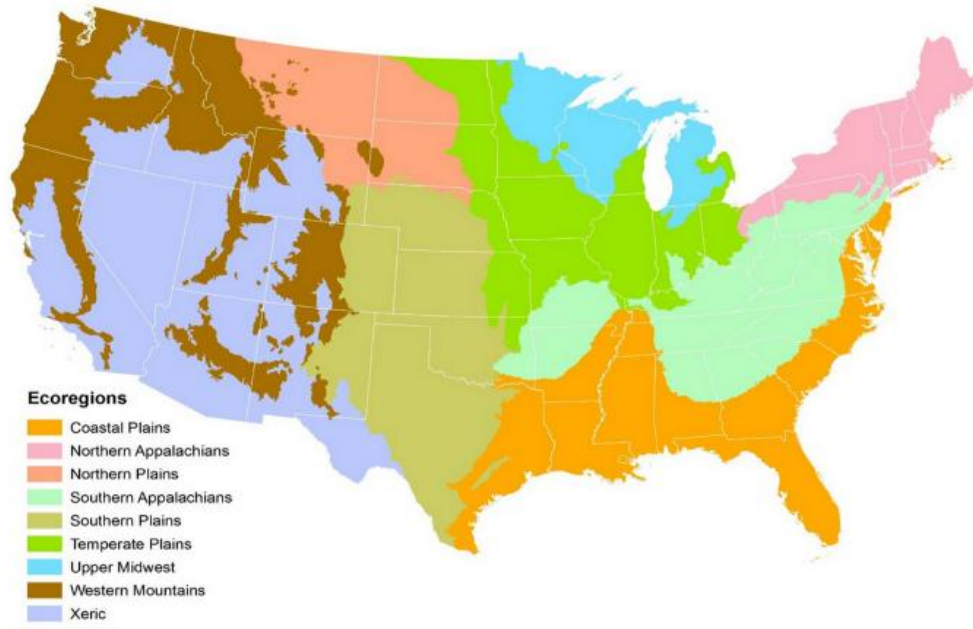 Ecoregions
Coastal Plains
Northern Appalachians
Northern Plains
Southern Appalachians
Southern Plains
Temperate Plains
Upper Midwest
Western Mountains
Xeric